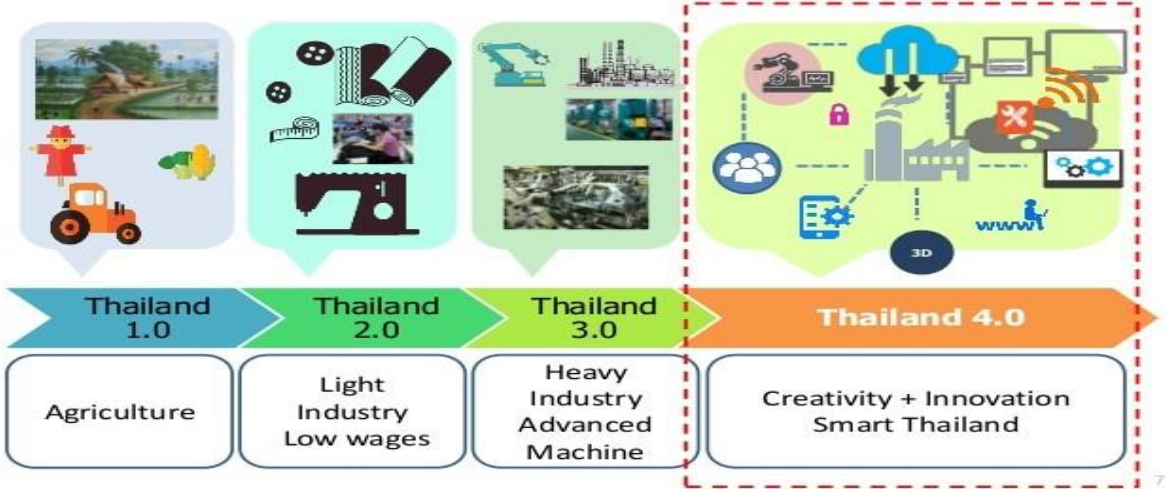 3D
www
Thailand
1.0
Thailand
2.0
Thailand
3.0
Thailand 4.0
Agriculture
Light
Industry
Low wages
Heavy
Industry
Advanced
Machine
Creativity + Innovation
Smart Thailand
7